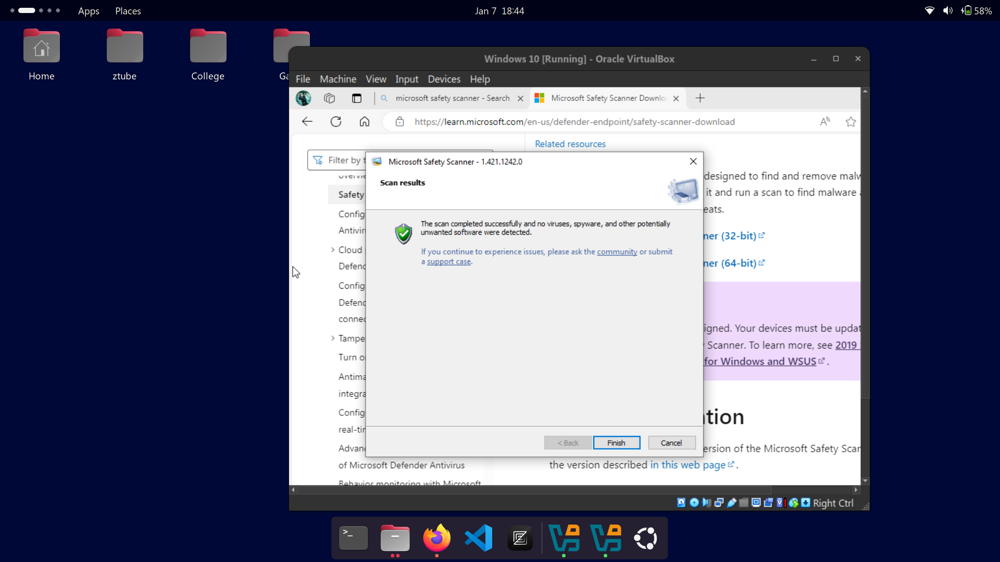 Apps Places Jan 7 18:44 58%
Home ztube College
Windows 10 [Running] - Oracle VirtualBox
File Machine View Input Devices Help
microsoft safety scanner - Search Microsoft Safety Scanner Downlo
https://learn.microsoft.com/en-us/defender-endpoint/safety-scanner-download
Related resources
Filter by
Microsoft Safety Scanner - 1.421.1242.0
Scan results
designed to find and remove malw
Safety
it and run a scan to find malware
eats.
Config
Antivir
The scan completed successfully and no viruses, spyware, and other potentially
unwanted software were detected.
ner (32-bit)
Cloud
If you continue to experience issues, please ask the community or submit
a support case.
Defend
ner (64-bit)
Config
Defend
connec
igned. Your devices must be updat
Tampe
Scanner. To learn more, see 2019
Turn o
for Windows and WSUS .
Antima
integra
Config
ation
real-tim
< Back Finish Cancel
Advan
ersion of the Microsoft Safety Scan
of Microsoft Defender Antivirus
the version described in this web page .
Behavior monitoring with Microsoft
Right Ctrl
>_